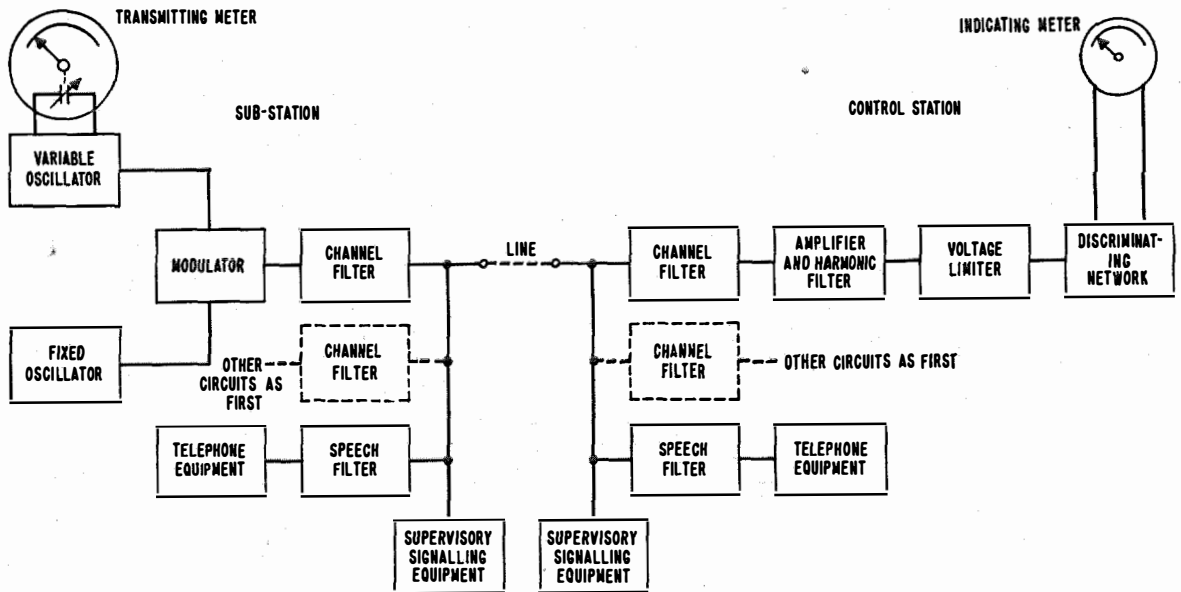 TRANSMITTING METER
INDICATING METER
SUB-STATION
CONTROL STATION
VARIABLE
OSCILLATOR
MODULATOR
CHANNEL
FILTER
LINE
CHANNEL
FILTER
AMPLIFIER
AND HARMONIC
FILTER
VOLTAGE
LIMITER
DISCRIMINAT-
ING
NETWORK
FIXED
OSCILLATOR
OTHER
CIRCUITS AS
FIRST
CHANNEL
FILTER
CHANNEL
FILTER
OTHER CIRCUITS AS FIRST
TELEPHONE
EQUIPMENT
SPEECH
FILTER
SPEECH
FILTER
TELEPHONE
EQUIPMENT
SUPERVISORY
SIGNALLING
EQUIPMENT
SUPERVISORY
SIGNALLING
EQUIPMENT